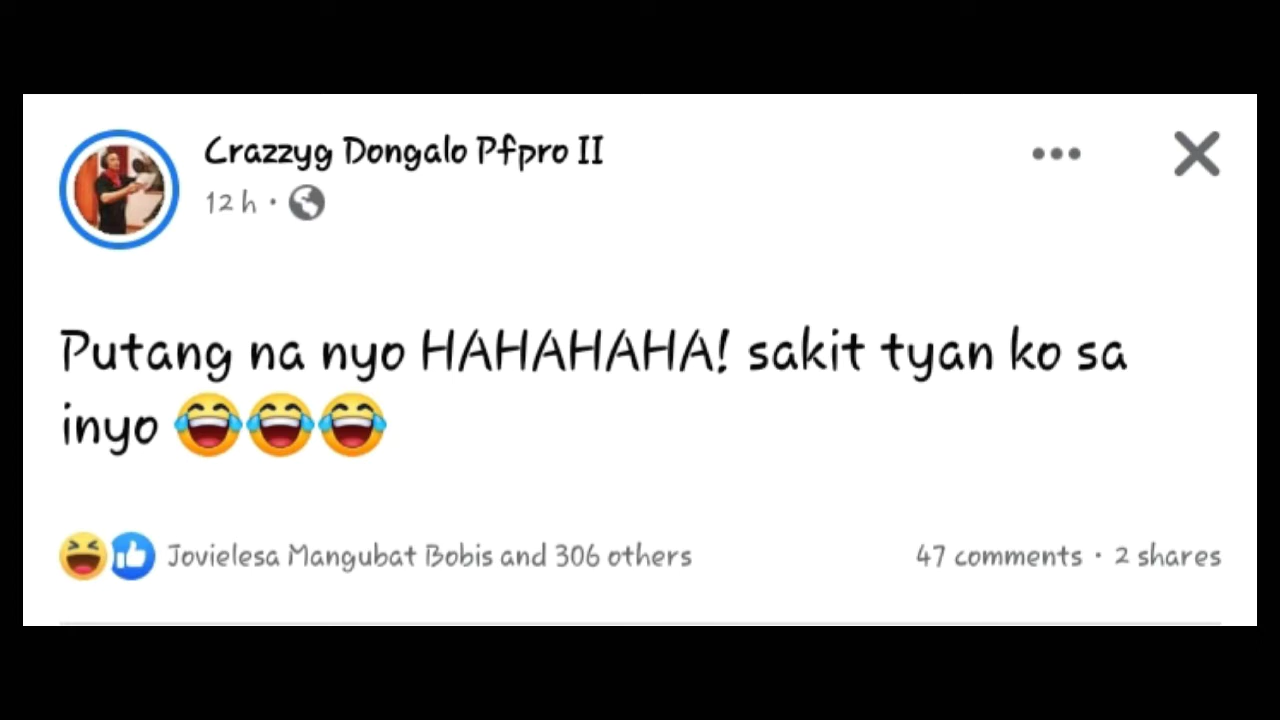 Crazzyg Dongalo Pfpro II
12 h ·
Putang na nyo HAHAHAHA! sakit tyan ko sa
inyo 😂😂😂
Jovielesa Mangubat Bobis and 306 others
47 comments · 2 shares